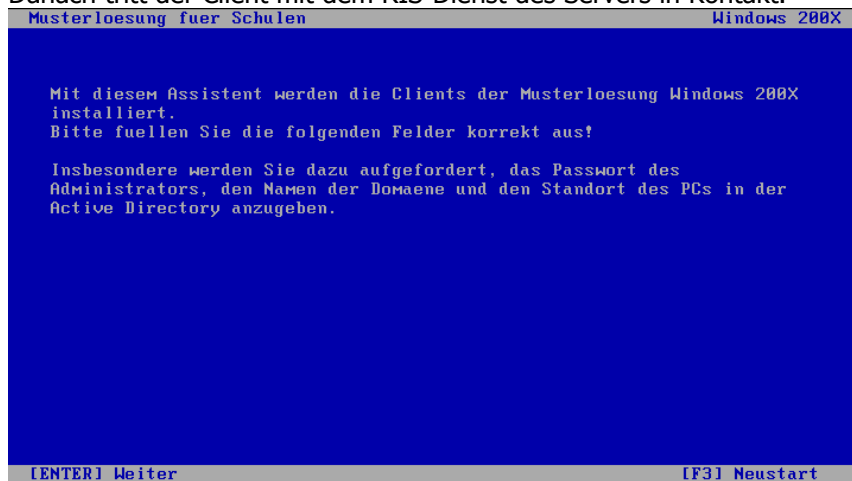 Danach tritt der Client mit dem RIS-Dienst des Servers in Kontakt.
Musterloesung fuer Schulen Windows 200X
Mit diesem Assistent werden die Clients der Musterloesung Windows 200X
installiert.
Bitte fuellen Sie die folgenden Felder korrekt aus!
Insbesondere werden Sie dazu aufgefordert, das Passwort des
Administrators, den Namen der Domaene und den Standort des PCs in der
Active Directory anzugeben.
[ENTER] Weiter [F3] Neustart